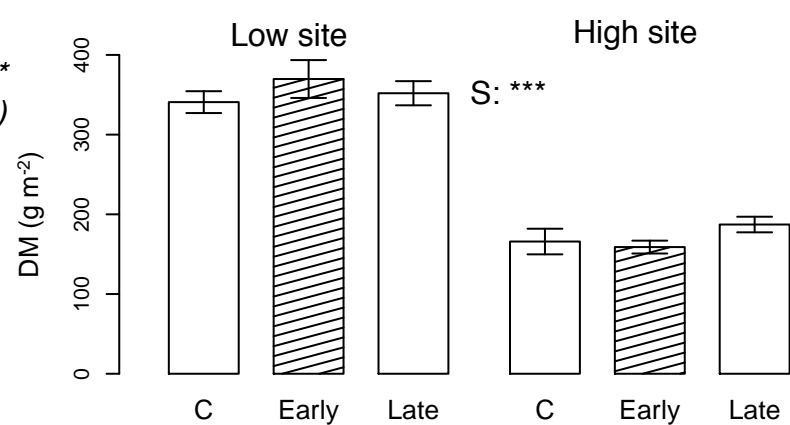 Low site
High site
*
)
S: ***
DM (g m-2)
400
300
200
100
0
C Early Late C Early Late